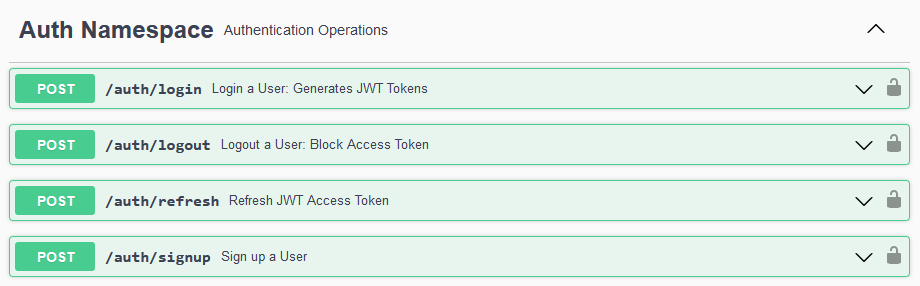 Auth Namespace Authentication Operations
POST /auth/login Login a User: Generates JWT Tokens
POST /auth/logout Logout a User: Block Access Token
POST /auth/refresh Refresh JWT Access Token
POST /auth/signup Sign up a User